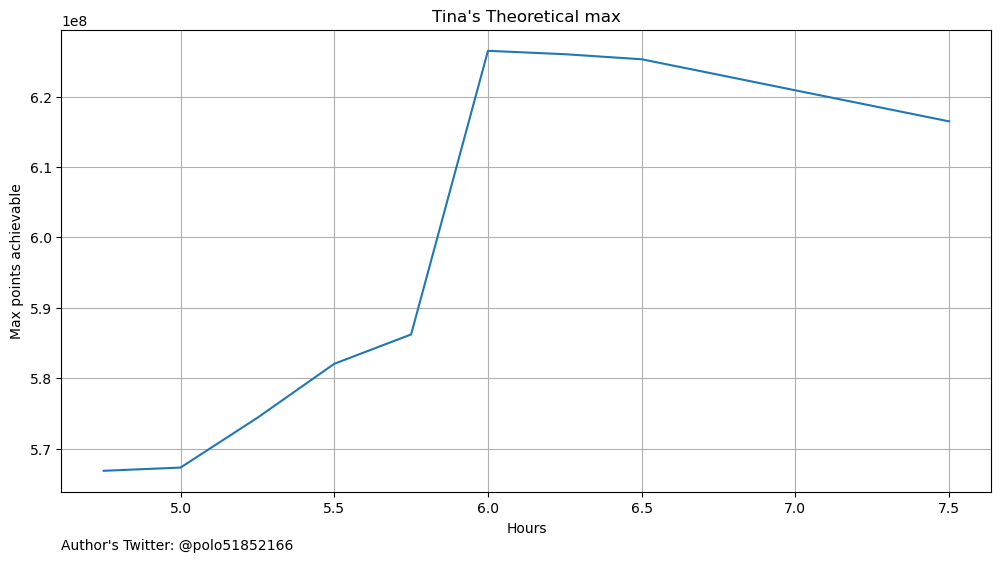 Tina's Theoretical max
1e8
6.2
6.1
6.0
5.9
5.8
5.7
Max points achievable
5.0 5.5 6.0 6.5 7.0 7.5
Hours
Author's Twitter: @polo51852166